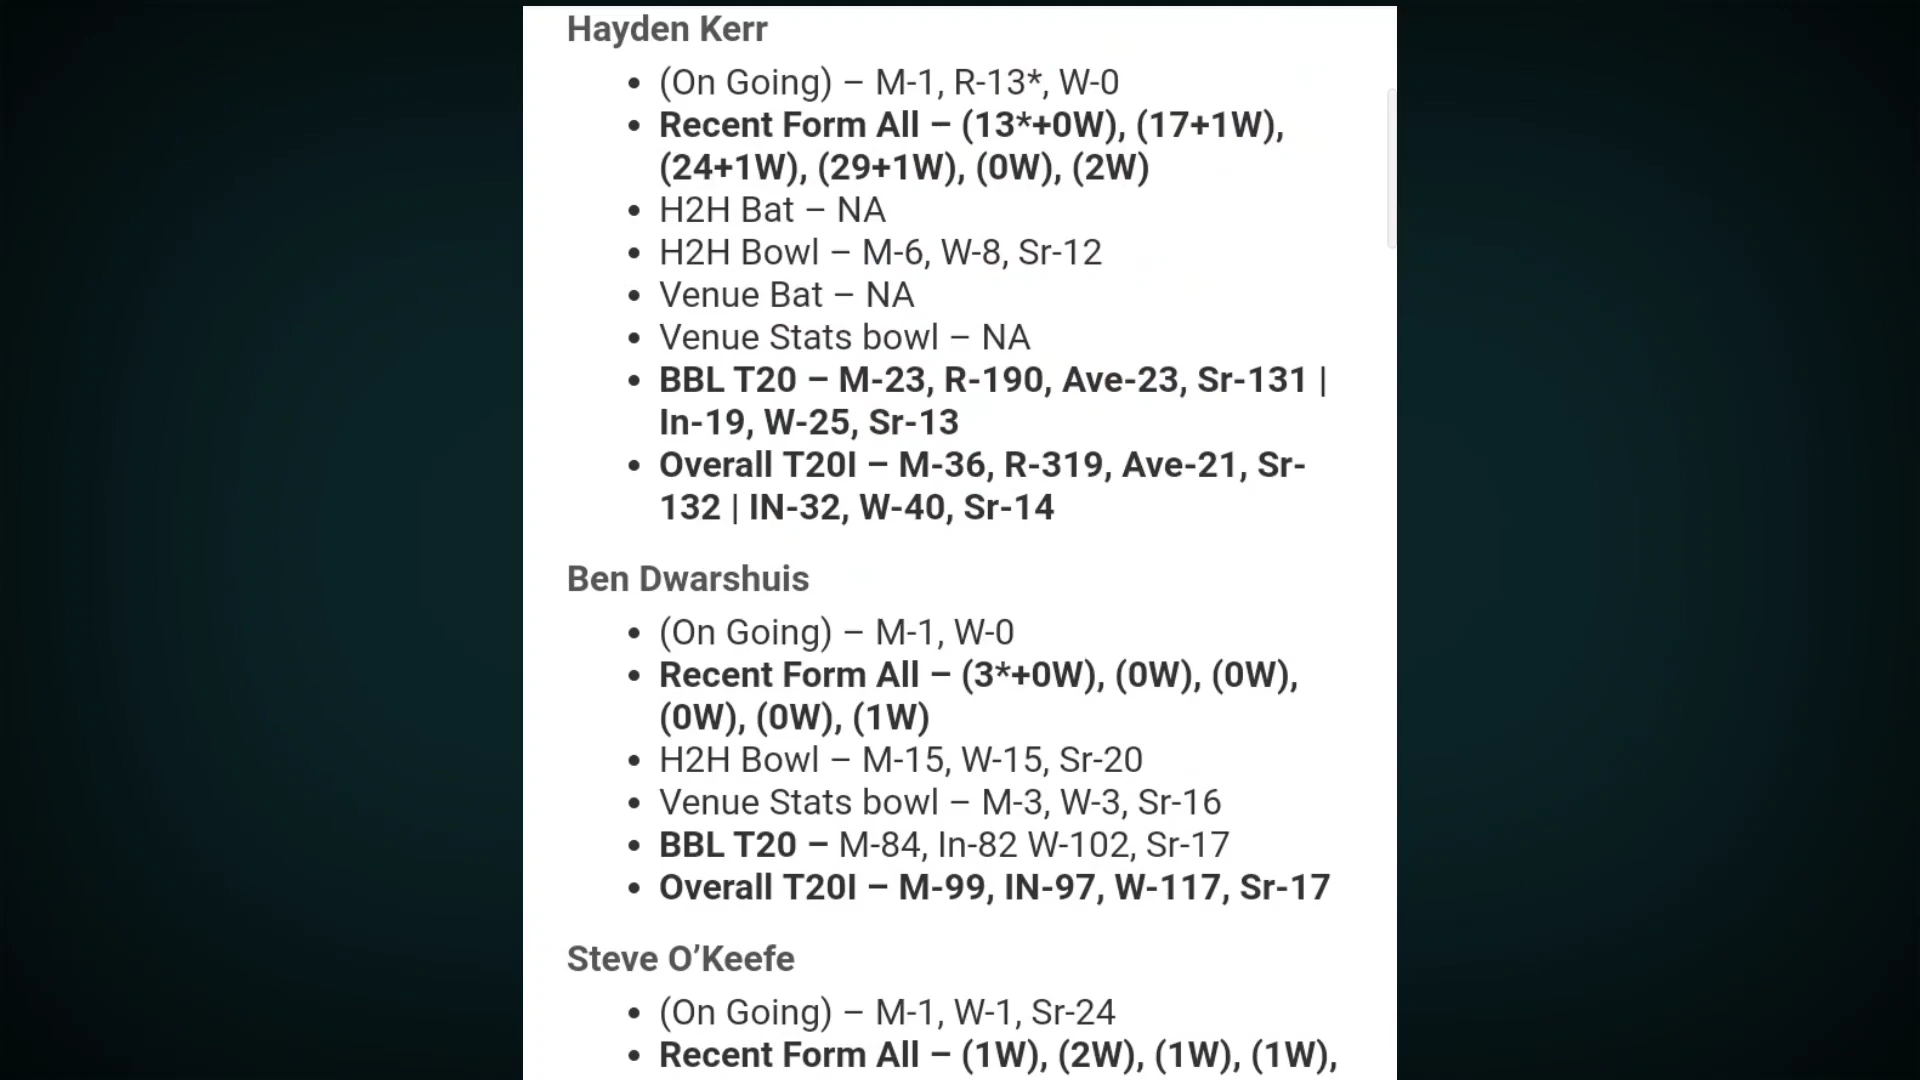 Hayden Kerr
• (On Going) – M-1, R-13*, W-0
• Recent Form All – (13*+0W), (17+1W),
(24+1W), (29+1W), (0W), (2W)
• H2H Bat – NA
• H2H Bowl – M-6, W-8, Sr-12
• Venue Bat – NA
• Venue Stats bowl – NA
• BBL T20 – M-23, R-190, Ave-23, Sr-131 |
In-19, W-25, Sr-13
• Overall T20I – M-36, R-319, Ave-21, Sr-
132 | IN-32, W-40, Sr-14
Ben Dwarshuis
• (On Going) – M-1, W-0
• Recent Form All – (3*+0W), (0W), (0W),
(0W), (0W), (1W)
• H2H Bowl – M-15, W-15, Sr-20
• Venue Stats bowl – M-3, W-3, Sr-16
• BBL T20 – M-84, In-82 W-102, Sr-17
• Overall T20I – M-99, IN-97, W-117, Sr-17
Steve O’Keefe
• (On Going) – M-1, W-1, Sr-24
• Recent Form All – (1W), (2W), (1W), (1W),